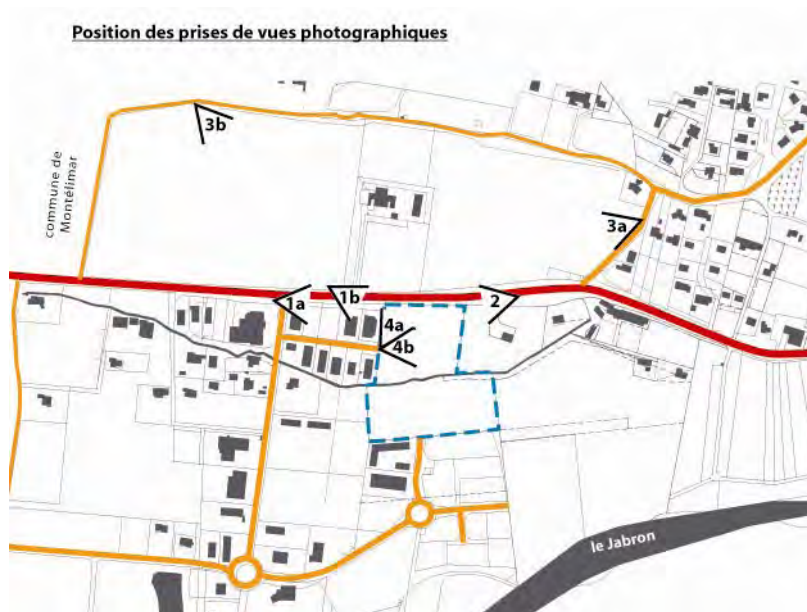 Position des prises de vues photographiques
3b
commune de
Montélimar
3a
1a
1b
2
4a
4b
le Jabron